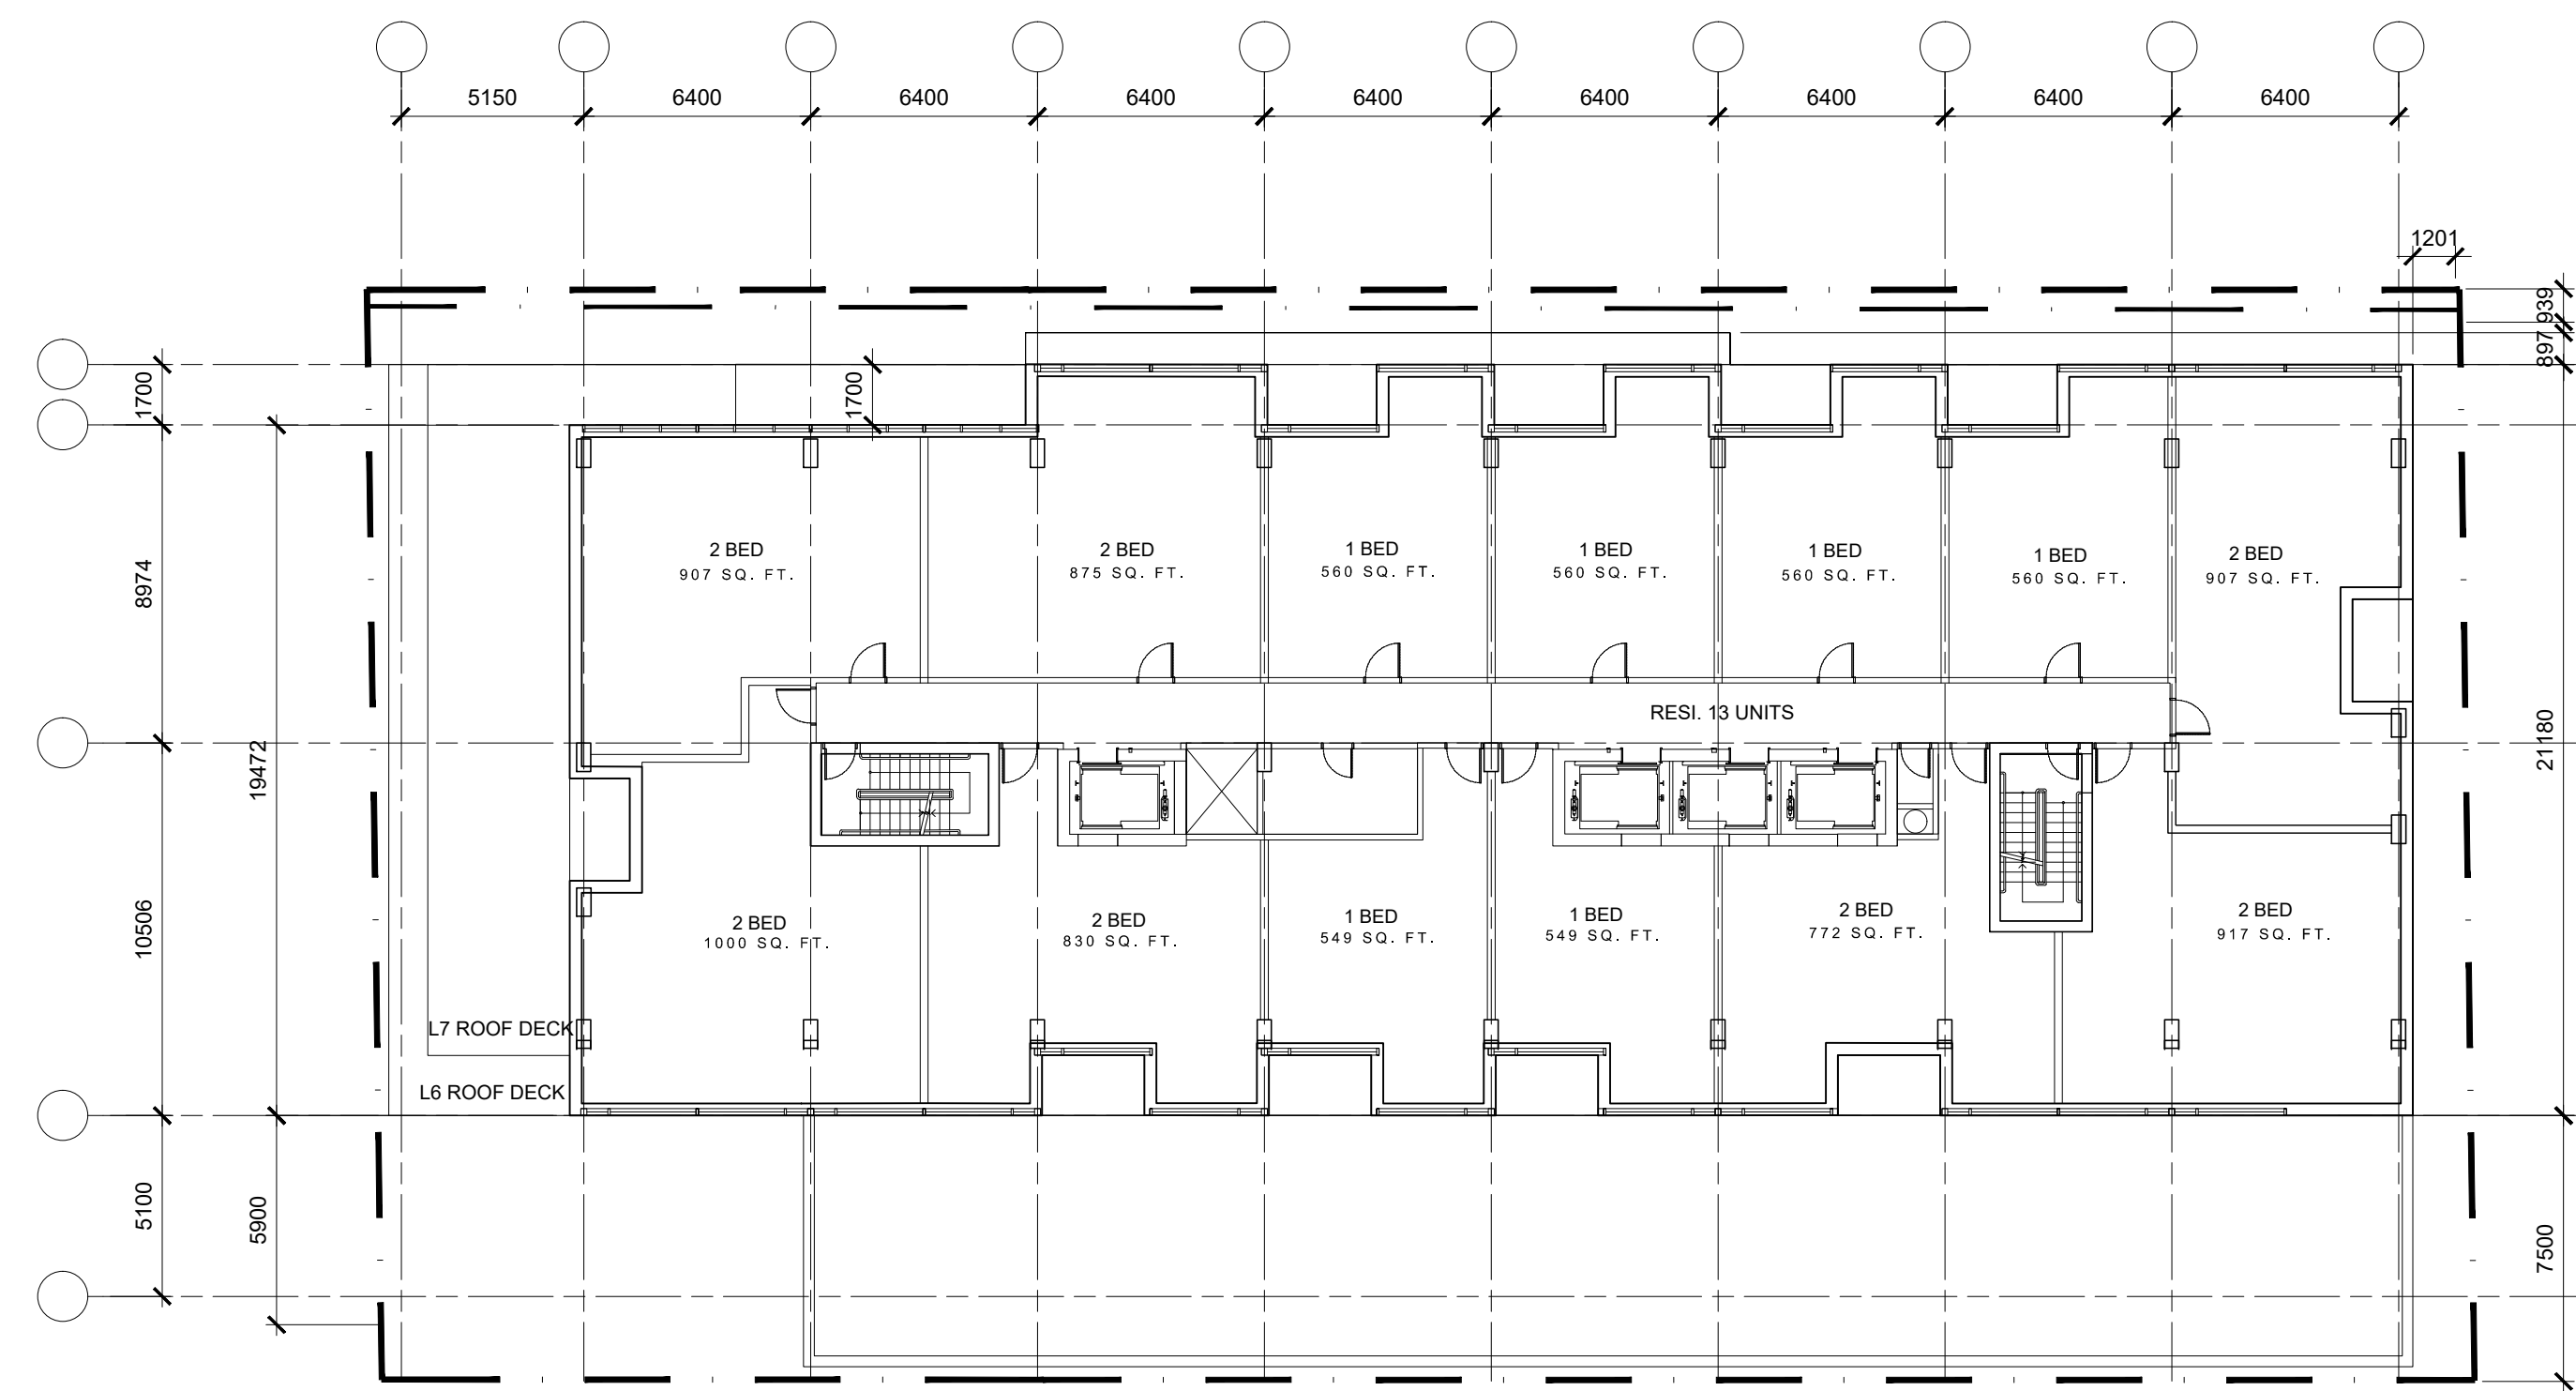 5150
6400
6400
6400
6400
6400
6400
6400
6400
1201
939
897
1700
1700
8974
19472
10506
5100
5900
21180
7500
2 BED
907 SQ. FT.
2 BED
875 SQ. FT.
1 BED
560 SQ. FT.
1 BED
560 SQ. FT.
1 BED
560 SQ. FT.
1 BED
560 SQ. FT.
2 BED
907 SQ. FT.
RESI. 13 UNITS
2 BED
1000 SQ. FT.
2 BED
830 SQ. FT.
1 BED
549 SQ. FT.
1 BED
549 SQ. FT.
2 BED
772 SQ. FT.
2 BED
917 SQ. FT.
L7 ROOF DECK
L6 ROOF DECK